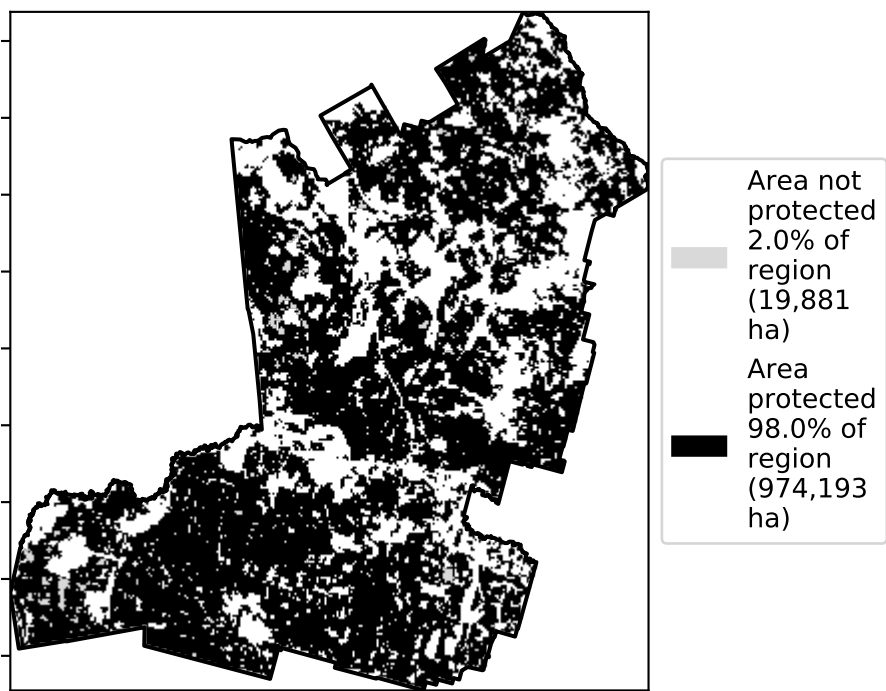 Area not
protected
2.0% of
region
(19,881
ha)
Area
protected
98.0% of
region
(974,193
ha)